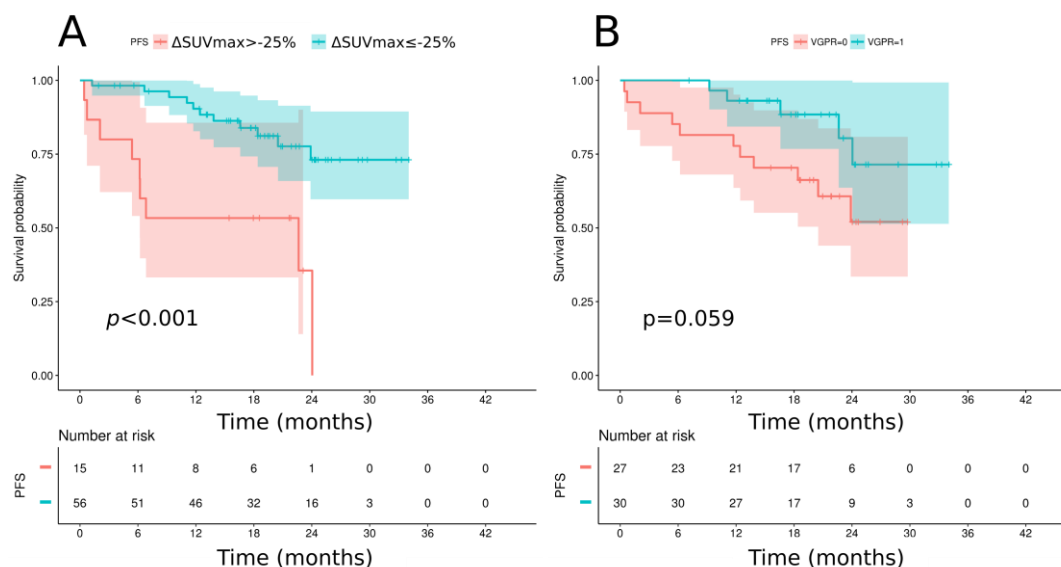 A
PFS ΔSUVmax>-25% ΔSUVmax≤-25%
Survival probability
1.00
0.75
0.50
0.25
0.00
p<0.001
0 6 12 18 24 30 36 42
Time (months)
Number at risk
PFS
15 11 8 6 1 0 0 0
56 51 46 32 16 3 0 0
0 6 12 18 24 30 36 42
Time (months)
B
PFS VGPR=0 VGPR=1
Survival probability
1.00
0.75
0.50
0.25
0.00
p=0.059
0 6 12 18 24 30 36 42
Time (months)
Number at risk
PFS
27 23 21 17 6 0 0 0
30 30 27 17 9 3 0 0
0 6 12 18 24 30 36 42
Time (months)